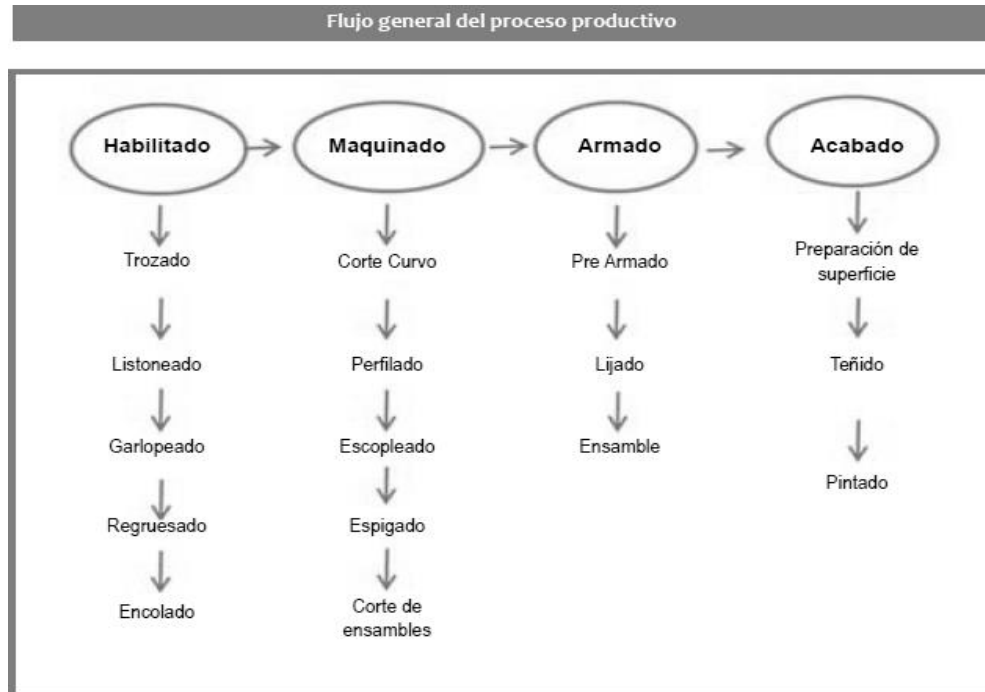 Flujo general del proceso productivo
Habilitado
Maquinado
Armado
Acabado
Trozado
Listoneado
Garlopeado
Regruesado
Encolado
Corte Curvo
Perfilado
Escopleado
Espigado
Corte de
ensambles
Pre Armado
Lijado
Ensamble
Preparación de
superficie
Teñido
Pintado